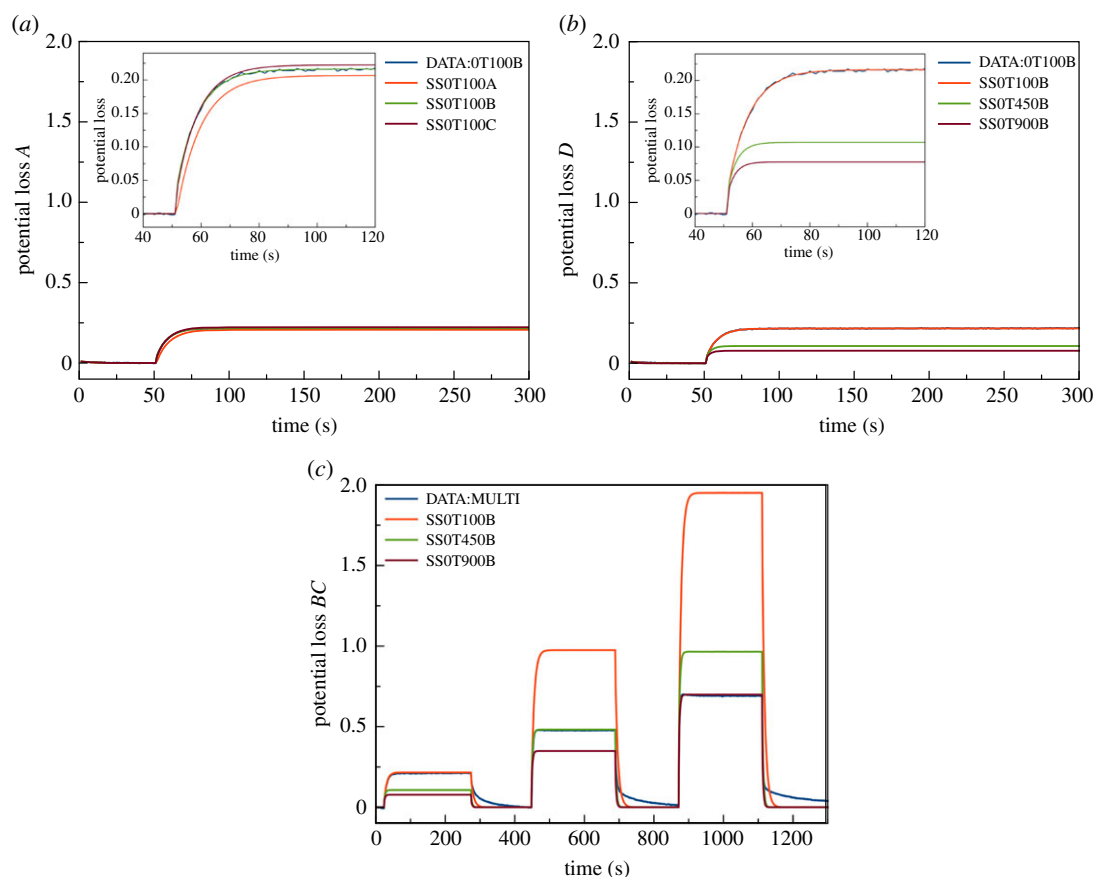 (a)
2.0
1.5
1.0
0.5
0
potential loss A
0.20
0.15
0.10
0.05
0
potential loss
40 60 80 100 120
time (s)
DATA:0T100B
SS0T100A
SS0T100B
SS0T100C
0 50 100 150 200 250 300
time (s)
(b)
2.0
1.5
1.0
0.5
0
potential loss D
0.20
0.15
0.10
0.05
0
potential loss
40 60 80 100 120
time (s)
DATA:0T100B
SS0T100B
SS0T450B
SS0T900B
0 50 100 150 200 250 300
time (s)
(c)
2.0
1.5
1.0
0.5
0
potential loss BC
DATA:MULTI
SS0T100B
SS0T450B
SS0T900B
0 200 400 600 800 1000 1200
time (s)